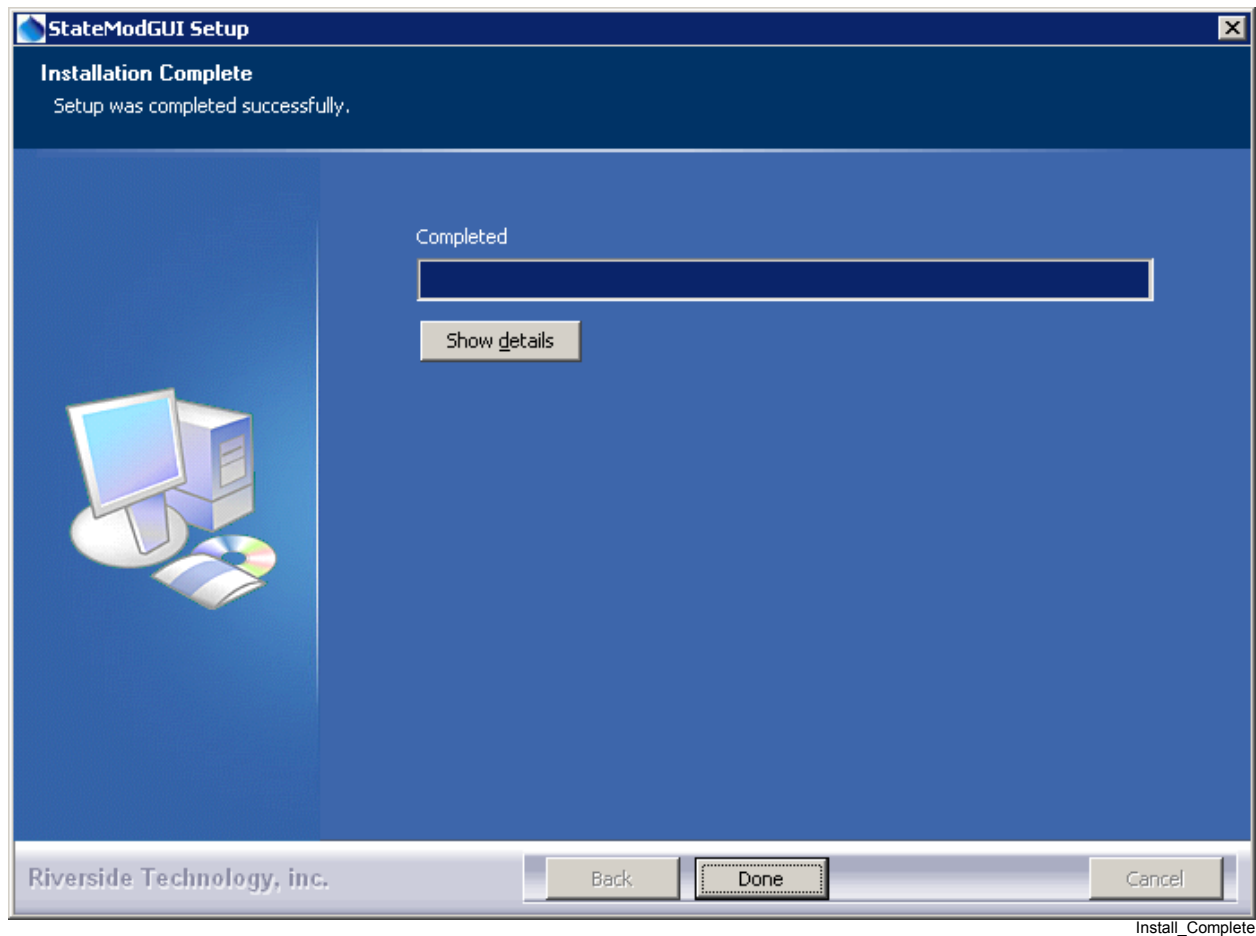 StateModGUI Setup
Installation Complete
Setup was completed successfully.
Completed
Show details
Riverside Technology, inc.
Back
Done
Cancel
Install_Complete